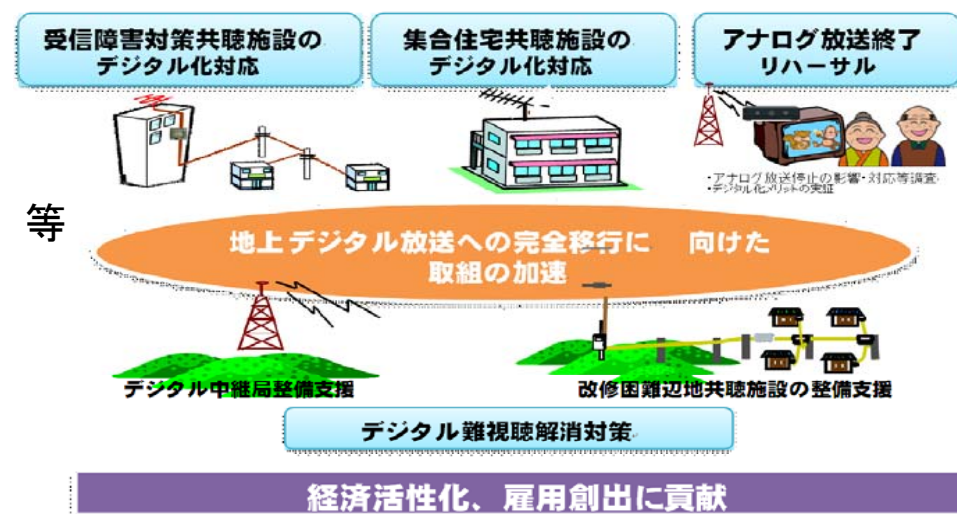 受信障害対策共聴施設の
デジタル化対応
集合住宅共聴施設の
デジタル化対応
アナログ放送終了
リハーサル
・アナログ放送停止の影響・対応等調査
・デジタル化メリットの実証
等
地上デジタル放送への完全移行に 向けた
取組の加速
デジタル中継局整備支援
改修困難辺地共聴施設の整備支援
デジタル難視聴解消対策
経済活性化、雇用創出に貢献